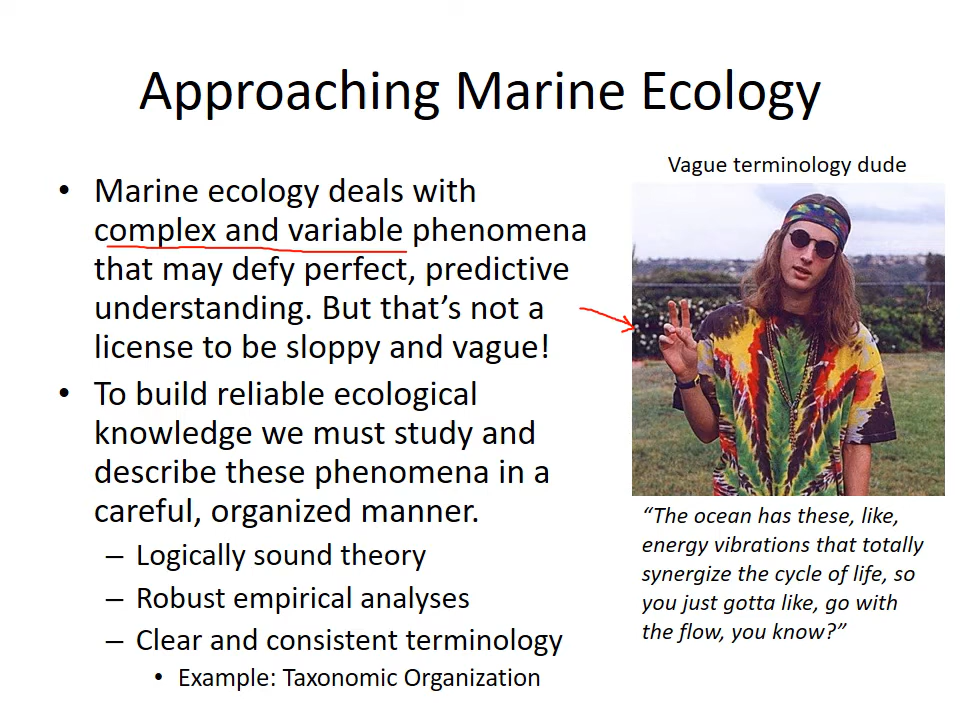 Approaching Marine Ecology
• Marine ecology deals with
complex and variable phenomena
that may defy perfect, predictive
understanding. But that’s not a
license to be sloppy and vague!
• To build reliable ecological
knowledge we must study and
describe these phenomena in a
careful, organized manner.
– Logically sound theory
– Robust empirical analyses
– Clear and consistent terminology
• Example: Taxonomic Organization
Vague terminology dude
“The ocean has these, like,
energy vibrations that totally
synergize the cycle of life, so
you just gotta like, go with
the flow, you know?”